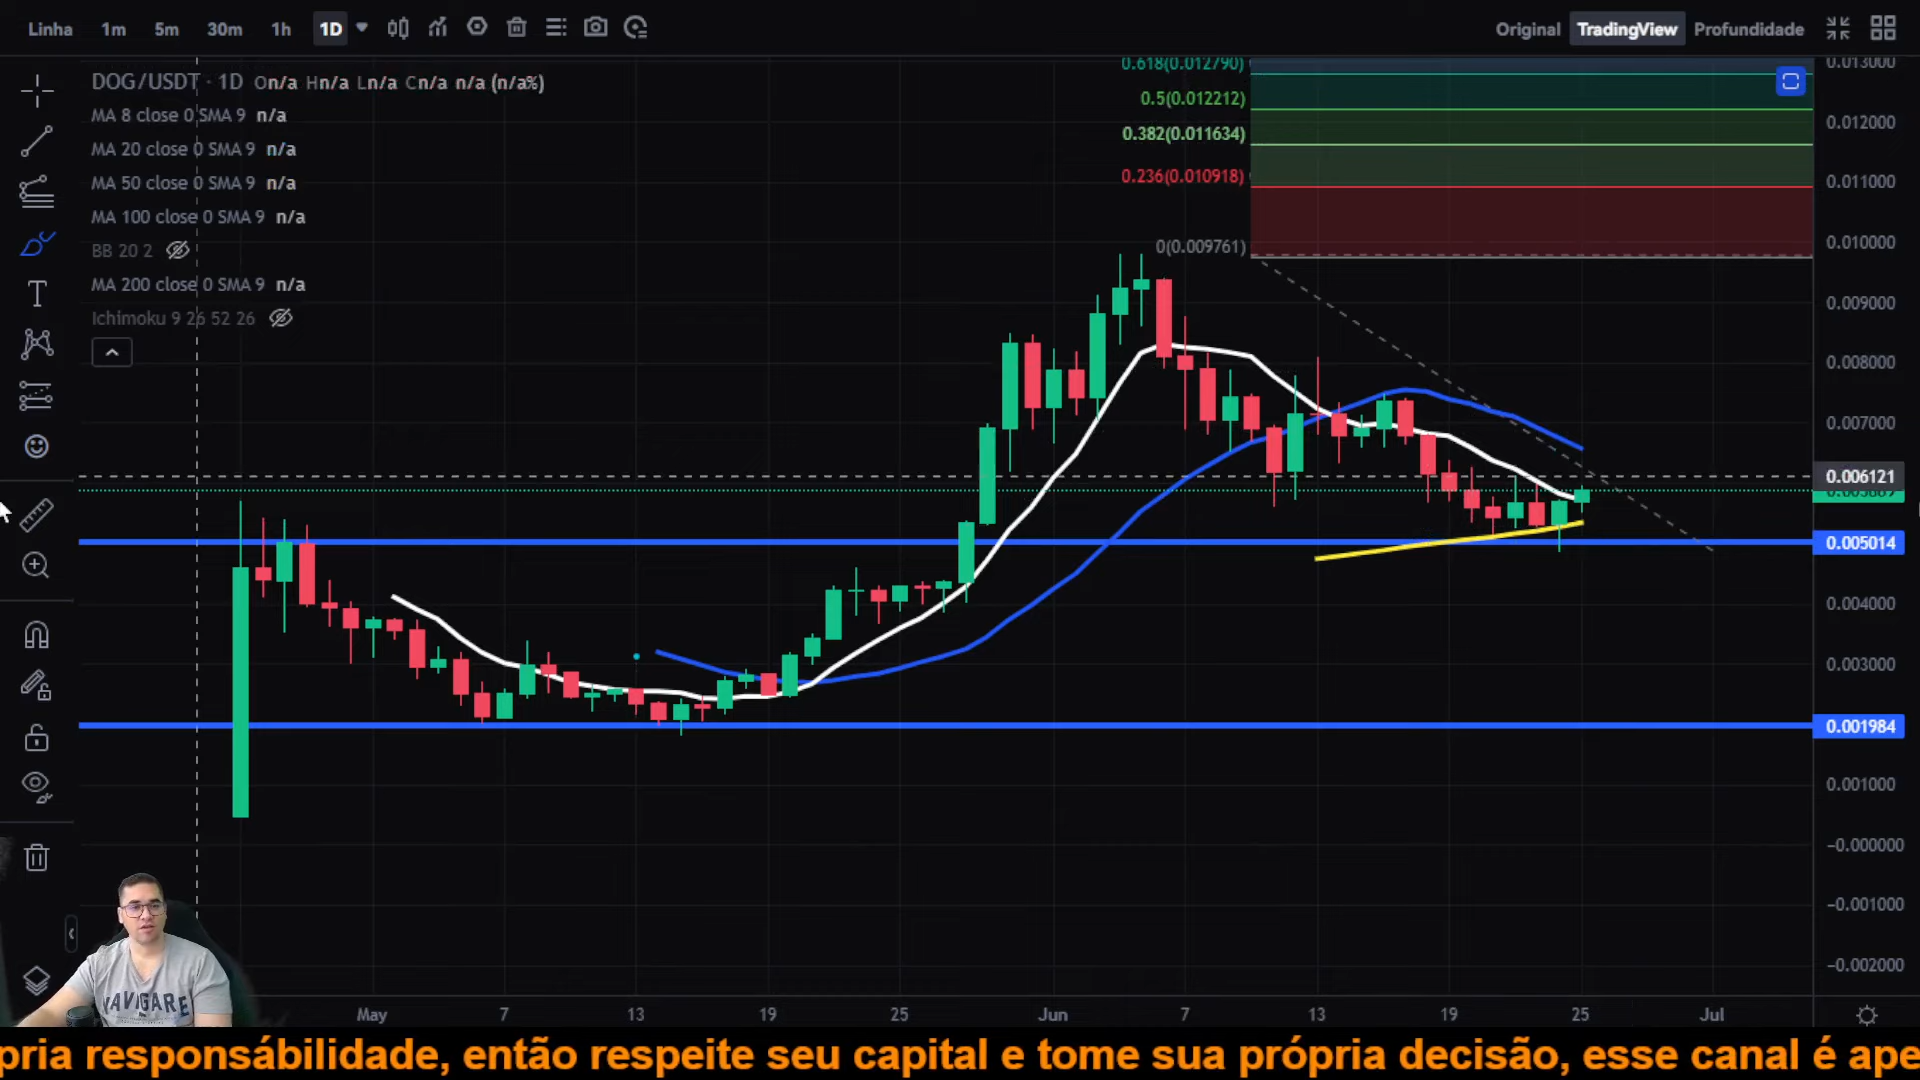 Linha 1m 5m 30m 1h 1D Original TradingView Profundidade
DOG/USDT · 1D On/a Hn/a Ln/a Cn/a n/a (n/a%)
MA 8 close 0 SMA 9 n/a
MA 20 close 0 SMA 9 n/a
MA 50 close 0 SMA 9 n/a
MA 100 close 0 SMA 9 n/a
BB 20 2
MA 200 close 0 SMA 9 n/a
Ichimoku 9 26 52 26
0.618(0.012790)
0.5(0.012212)
0.382(0.011634)
0.236(0.010918)
0(0.009761)
0.013000
0.012000
0.011000
0.010000
0.009000
0.008000
0.007000
0.006121
0.005014
0.004000
0.003000
0.001984
0.001000
−0.000000
−0.001000
−0.002000
May 7 13 19 25 Jun 7 13 19 25 Jul
NAVIGARE
pria responsábilidade, então respeite seu capital e tome sua própria decisão, esse canal é ape